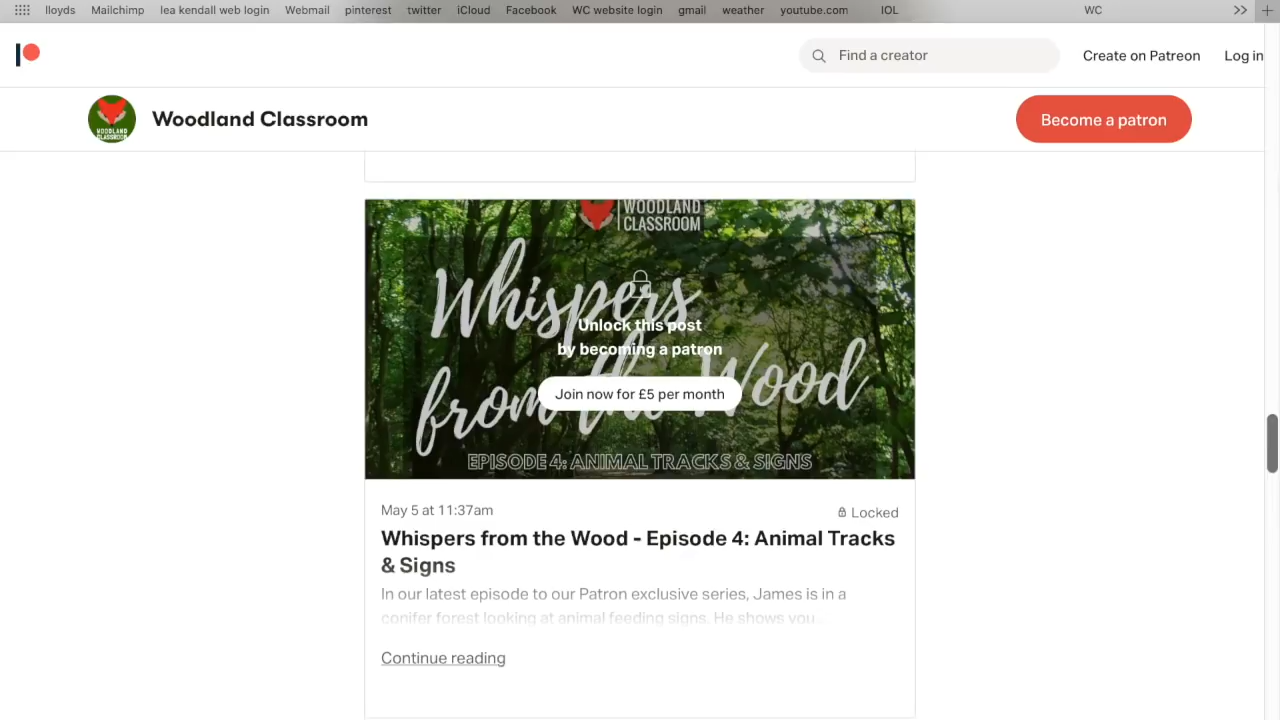 lloyds Mailchimp lea kendall web login Webmail pinterest twitter iCloud Facebook WC website login gmail weather youtube.com IOL WC
Find a creator Create on Patreon Log in
WOODLAND CLASSROOM
Woodland Classroom Become a patron
WOODLAND
CLASSROOM
Whispers
from the Wood
Unlock this post
by becoming a patron
Join now for £5 per month
EPISODE 4: ANIMAL TRACKS & SIGNS
May 5 at 11:37am Locked
Whispers from the Wood - Episode 4: Animal Tracks
& Signs
In our latest episode to our Patron exclusive series, James is in a
conifer forest looking at animal feeding signs. He shows you...
Continue reading